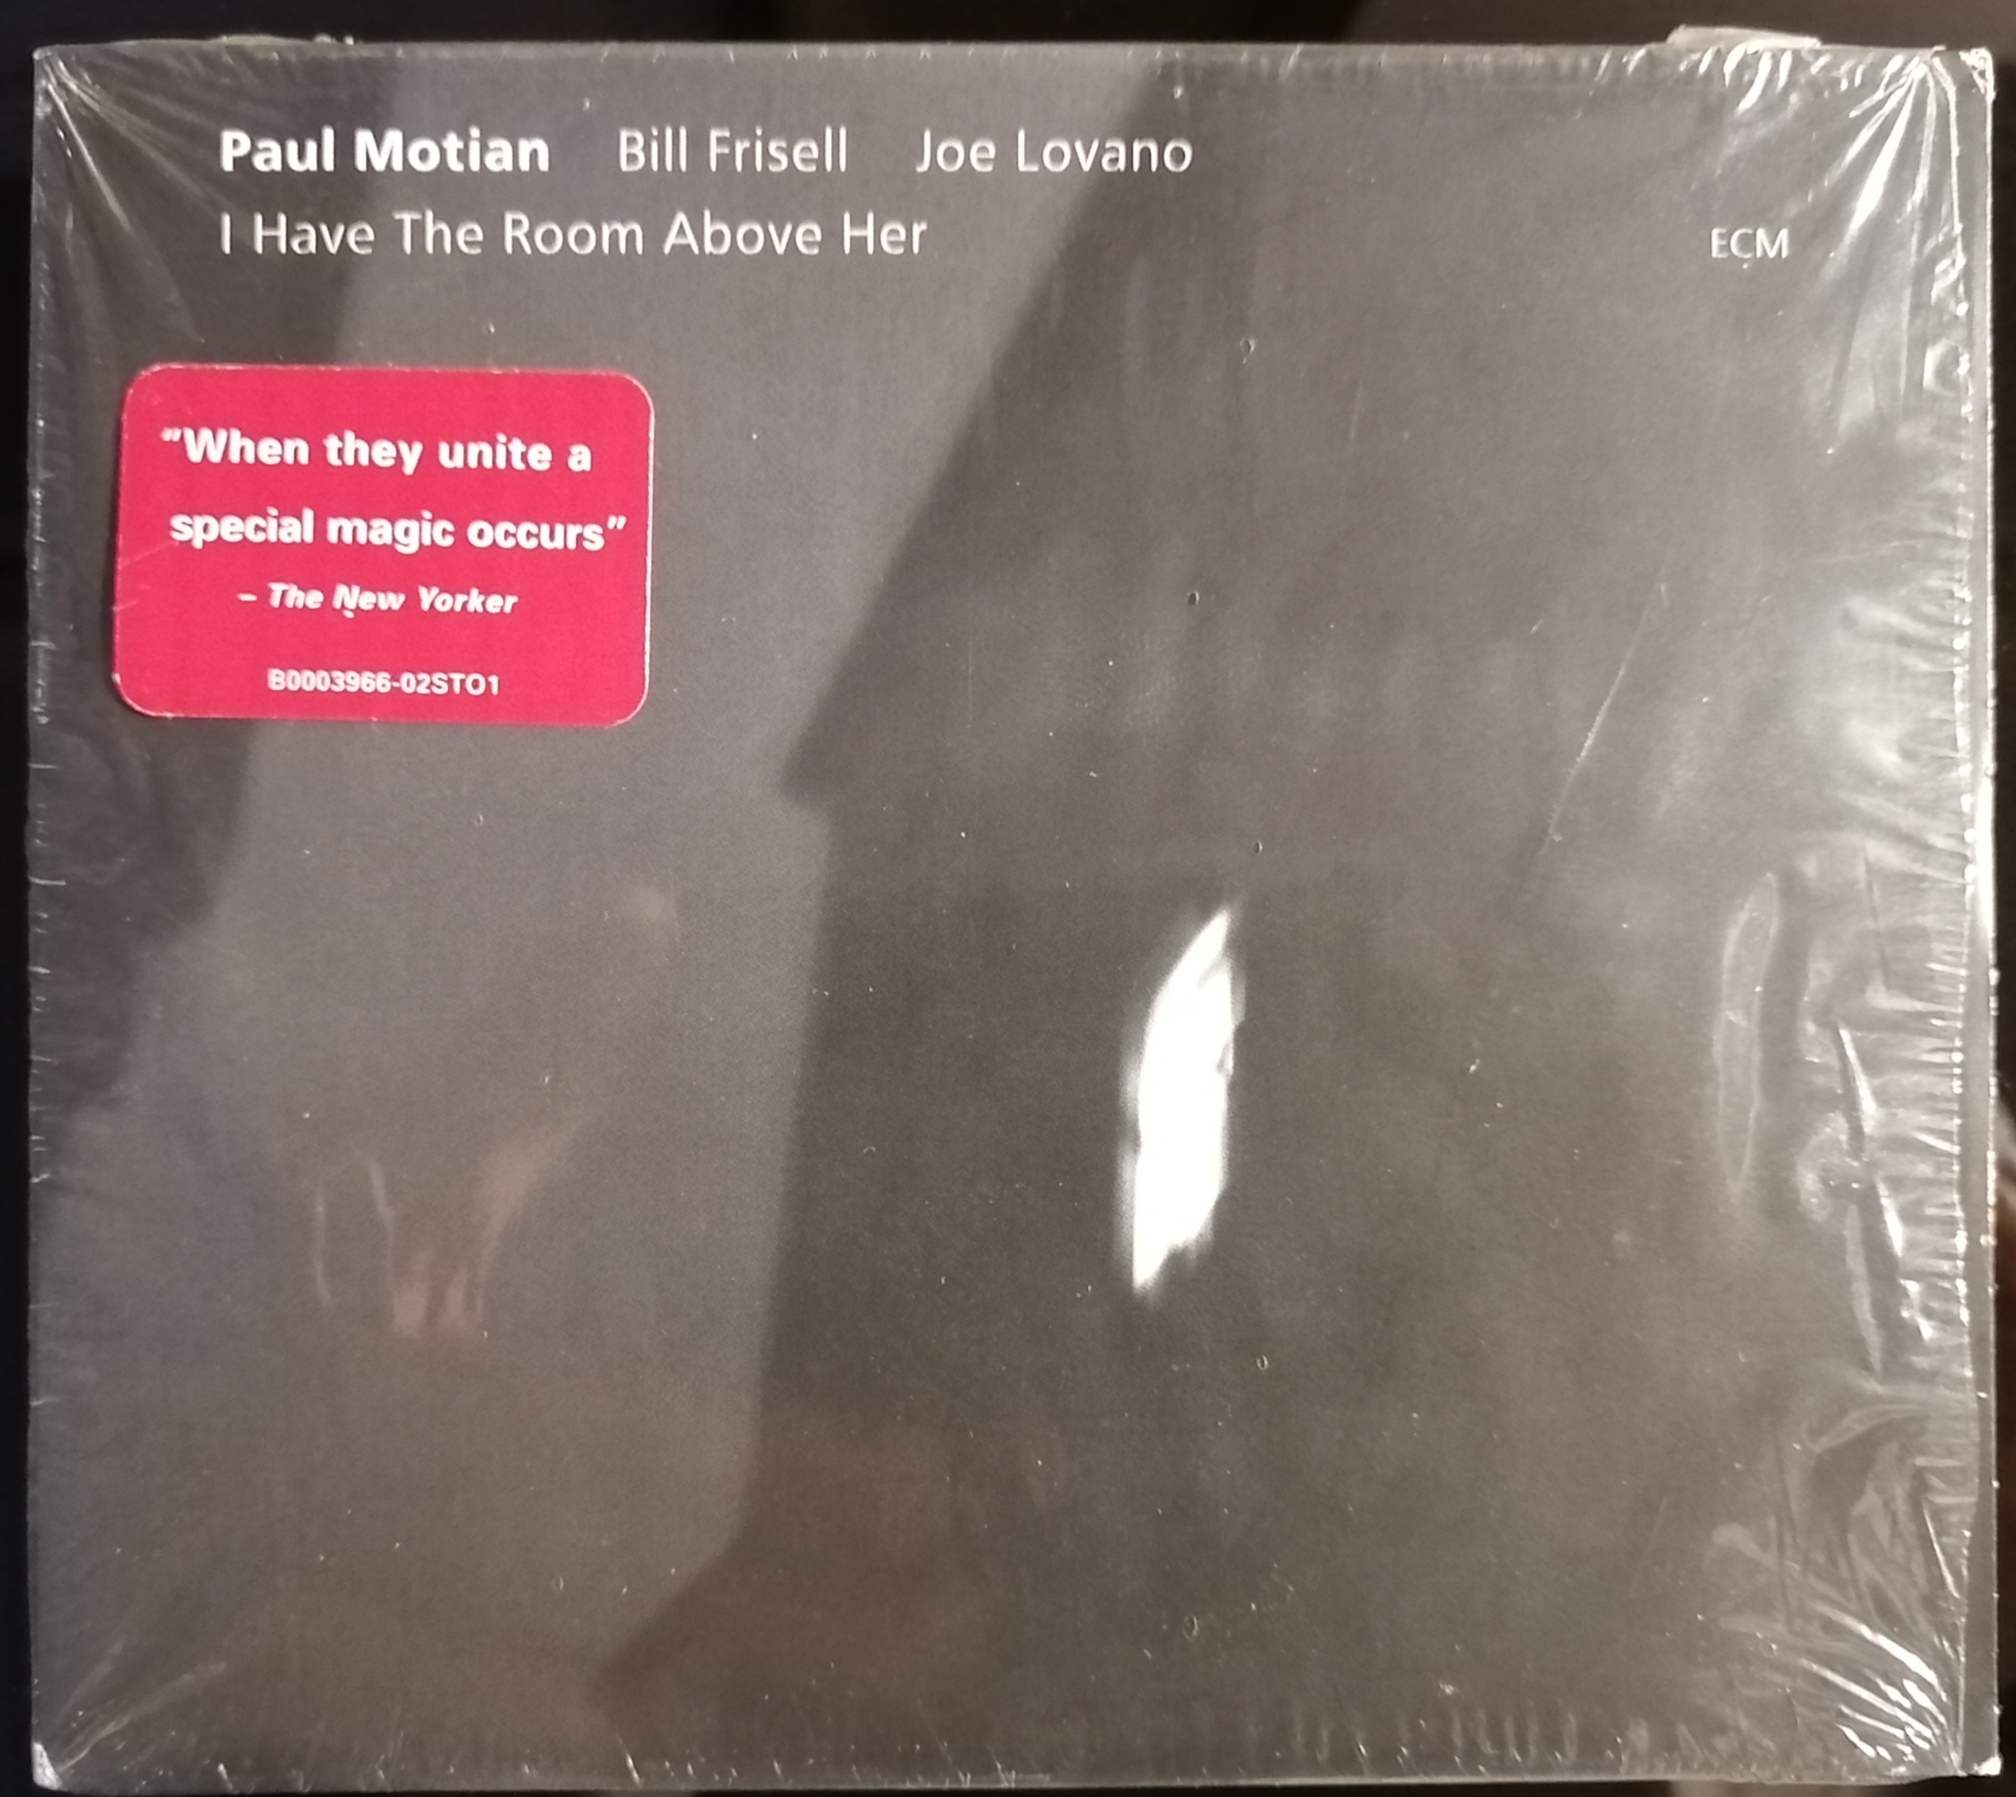 Paul Motian Bill Frisell Joe Lovano
I Have The Room Above Her
ECM
"When they unite a
special magic occurs"
– The New Yorker
B0003966-02STO1